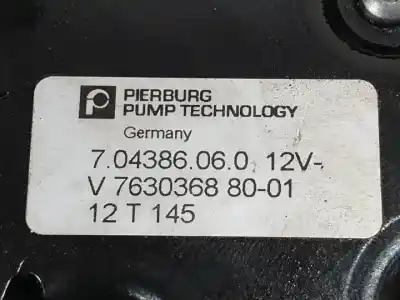 PIERBURG
PUMP TECHNOLOGY
Germany
7.04386.06.0 12V-
V 7630368 80-01
12 T 145